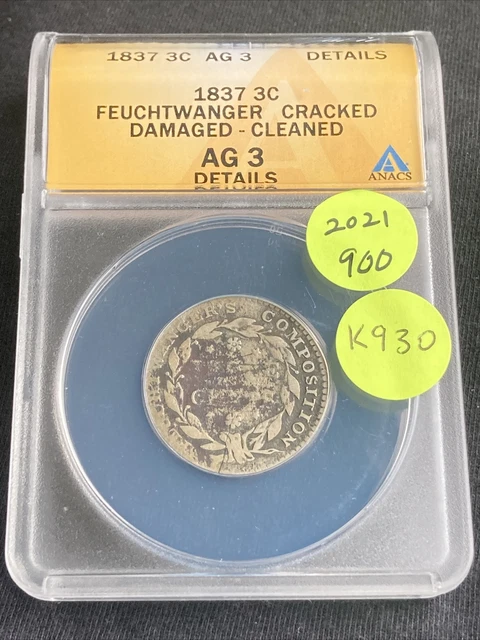 1837 3C AG 3 DETAILS
1837 3C
FEUCHTWANGER CRACKED
DAMAGED - CLEANED
AG 3
DETAILS
ANACS
2021
900
K930
WANGER'S COMPOSITION